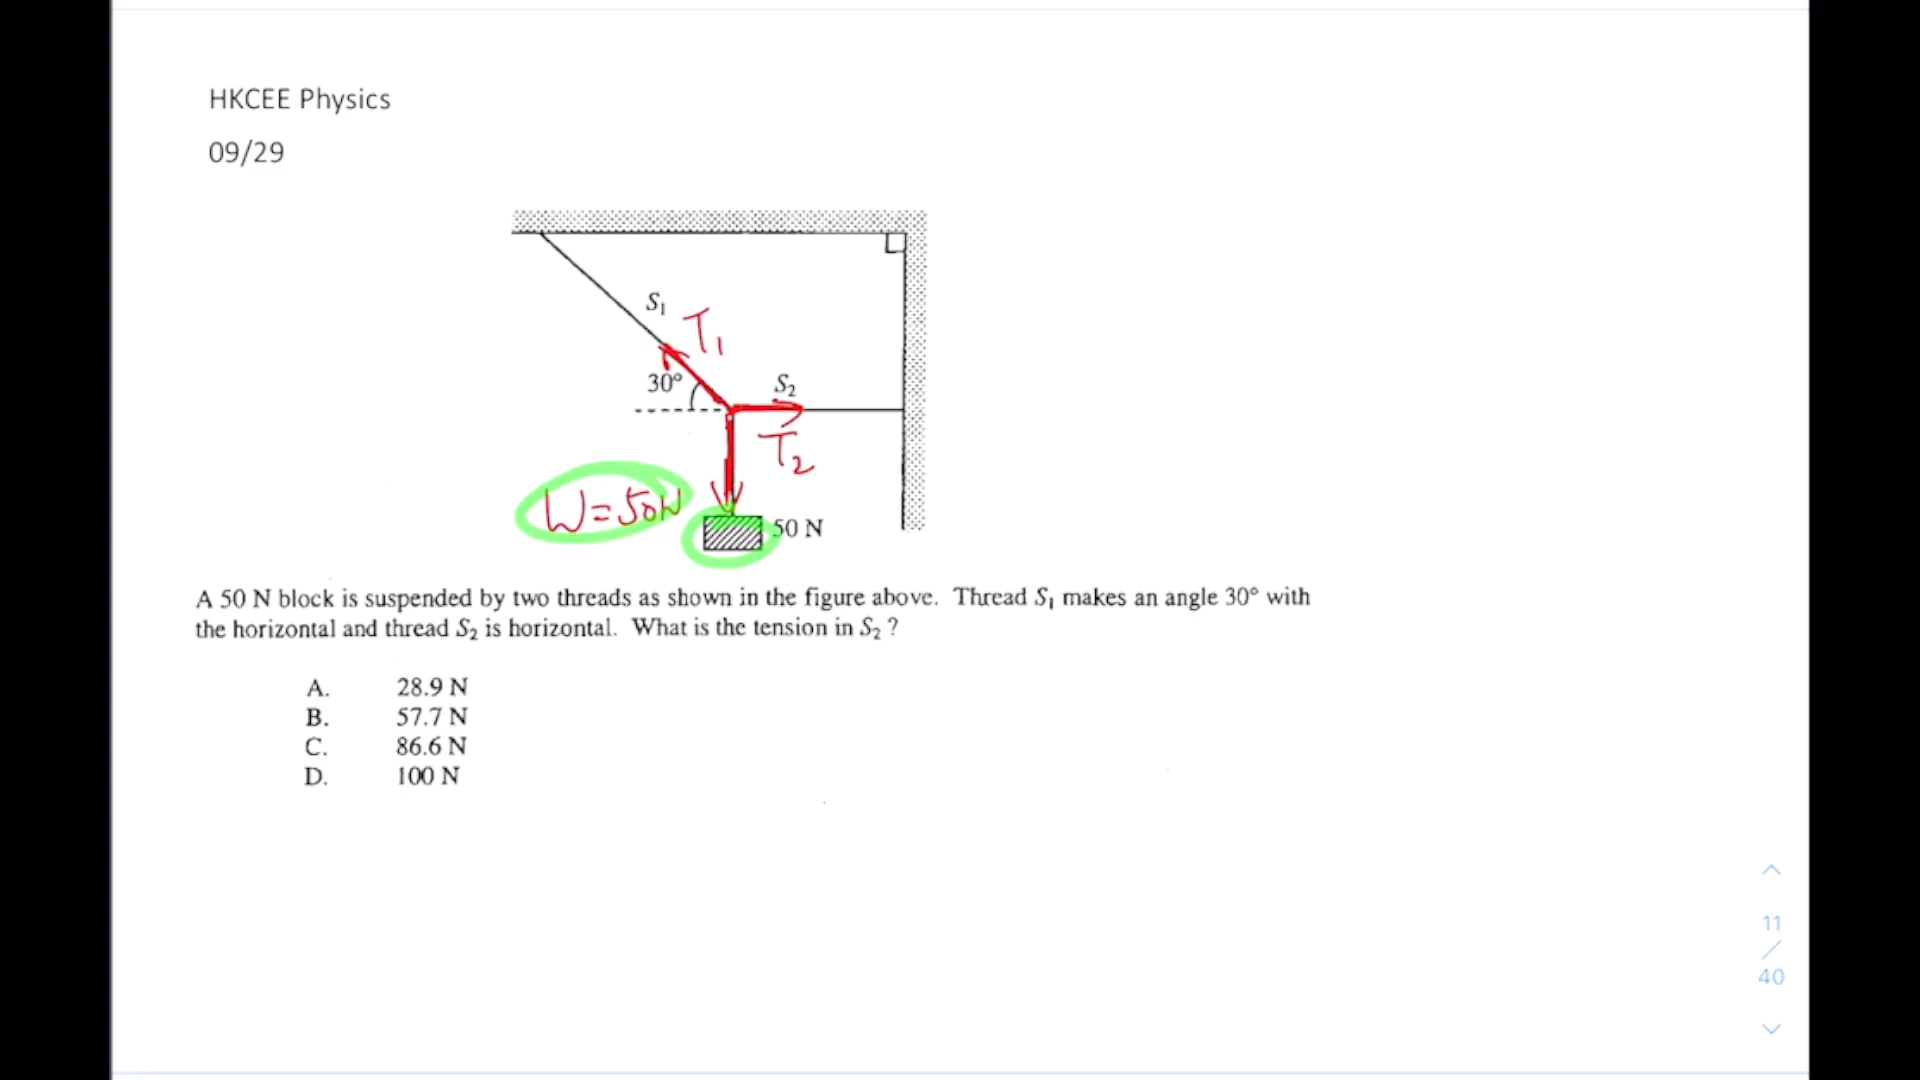 HKCEE Physics
09/29
S₁
T₁
30°
S₂
T₂
W=50N
50 N
A 50 N block is suspended by two threads as shown in the figure above. Thread S₁ makes an angle 30° with
the horizontal and thread S₂ is horizontal. What is the tension in S₂ ?
A. 28.9 N
B. 57.7 N
C. 86.6 N
D. 100 N
11
/
40